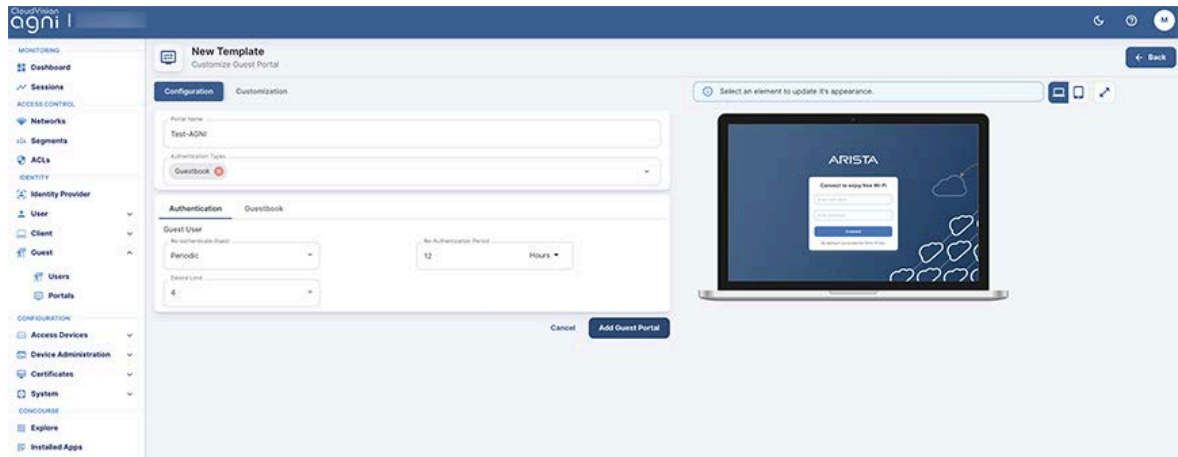 CloudVision
agni |
M
MONITORING
Dashboard
Sessions
ACCESS CONTROL
Networks
Segments
ACLs
IDENTITY
Identity Provider
User
Client
Guest
Users
Portals
CONFIGURATION
Access Devices
Device Administration
Certificates
System
CONCOURSE
Explore
Installed Apps
New Template
Customize Guest Portal
Back
Configuration
Customization
Portal Name
Test-AGNI
Authentication Types
Guestbook
Authentication
Guestbook
Guest User
Re-authenticate Guest
Periodic
Re-Authentication Period
12
Hours
Device Limit
4
Cancel
Add Guest Portal
Select an element to update it's appearance.
ARISTA
Connect to enjoy free Wi-Fi
Connect